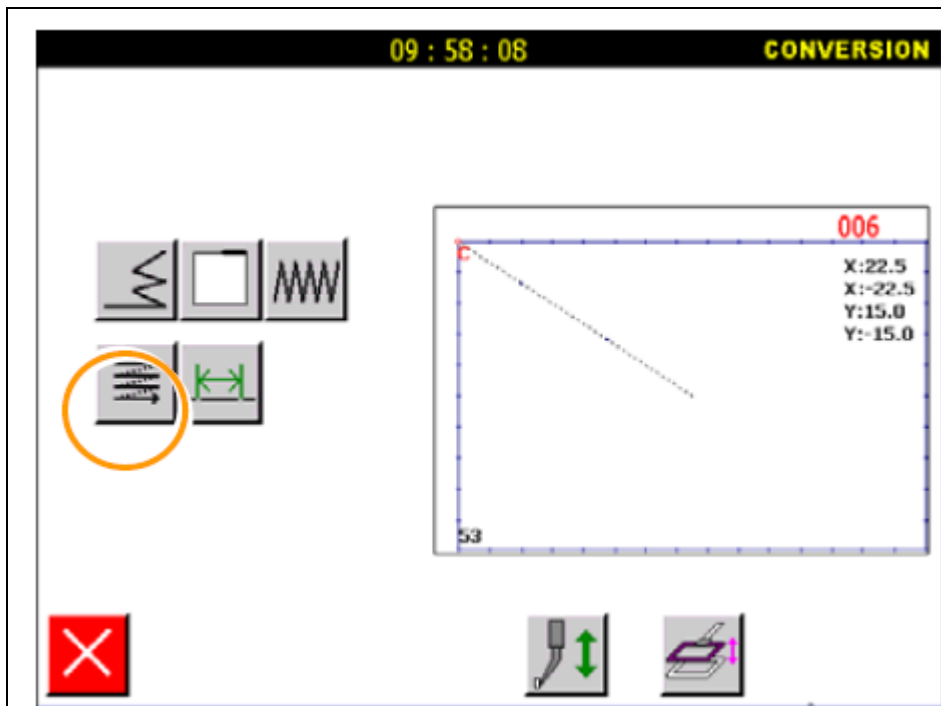 09 : 58 : 08
CONVERSION
006
C
X:22.5
X:-22.5
Y:15.0
Y:-15.0
53